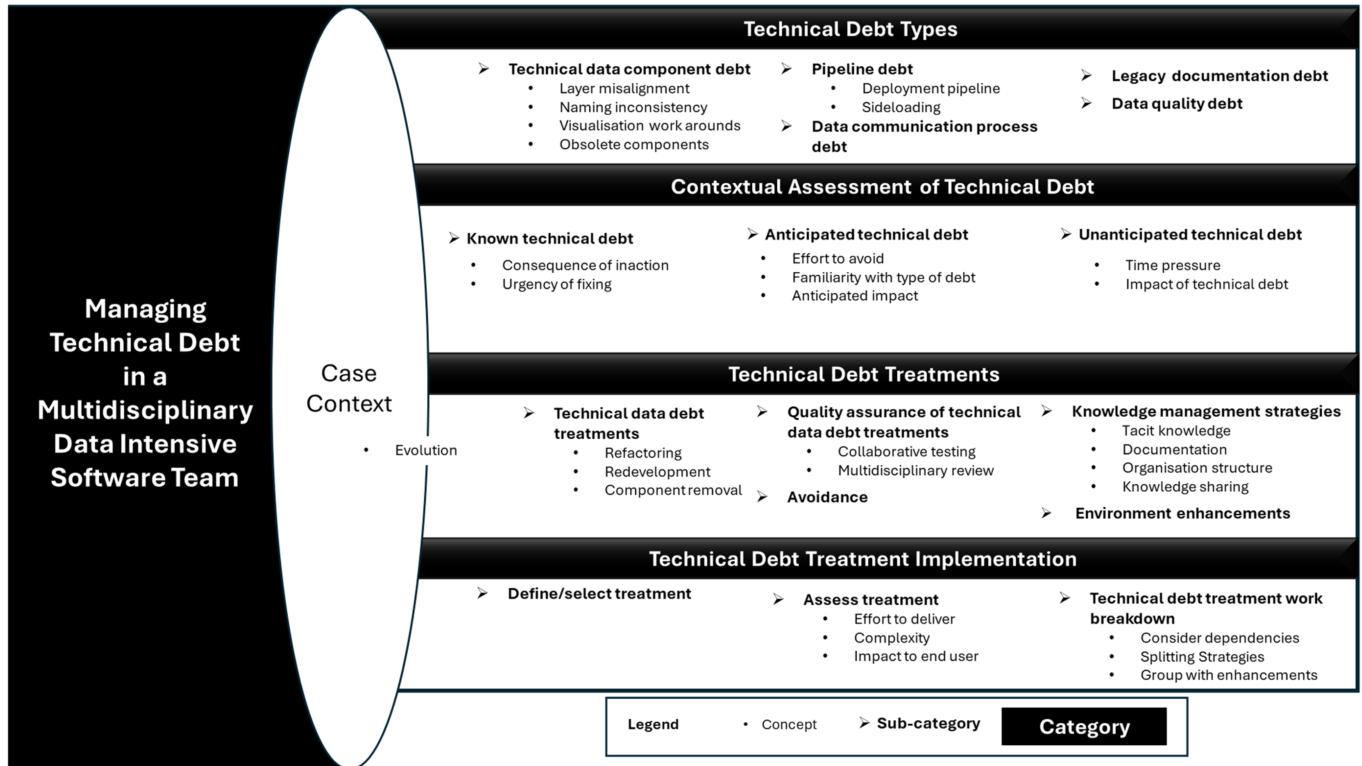 Managing
Technical Debt
in a
Multidisciplinary
Data Intensive
Software Team
Case
Context
• Evolution
Technical Debt Types
➢ Technical data component debt
• Layer misalignment
• Naming inconsistency
• Visualisation work arounds
• Obsolete components
➢ Pipeline debt
• Deployment pipeline
• Sideloading
➢ Data communication process
debt
➢ Legacy documentation debt
➢ Data quality debt
Contextual Assessment of Technical Debt
➢ Known technical debt
• Consequence of inaction
• Urgency of fixing
➢ Anticipated technical debt
• Effort to avoid
• Familiarity with type of debt
• Anticipated impact
➢ Unanticipated technical debt
• Time pressure
• Impact of technical debt
Technical Debt Treatments
➢ Technical data debt
treatments
• Refactoring
• Redevelopment
• Component removal
➢ Quality assurance of technical
data debt treatments
• Collaborative testing
• Multidisciplinary review
➢ Avoidance
➢ Knowledge management strategies
• Tacit knowledge
• Documentation
• Organisation structure
• Knowledge sharing
➢ Environment enhancements
Technical Debt Treatment Implementation
➢ Define/select treatment
➢ Assess treatment
• Effort to deliver
• Complexity
• Impact to end user
➢ Technical debt treatment work
breakdown
• Consider dependencies
• Splitting Strategies
• Group with enhancements
Legend • Concept ➢ Sub-category Category